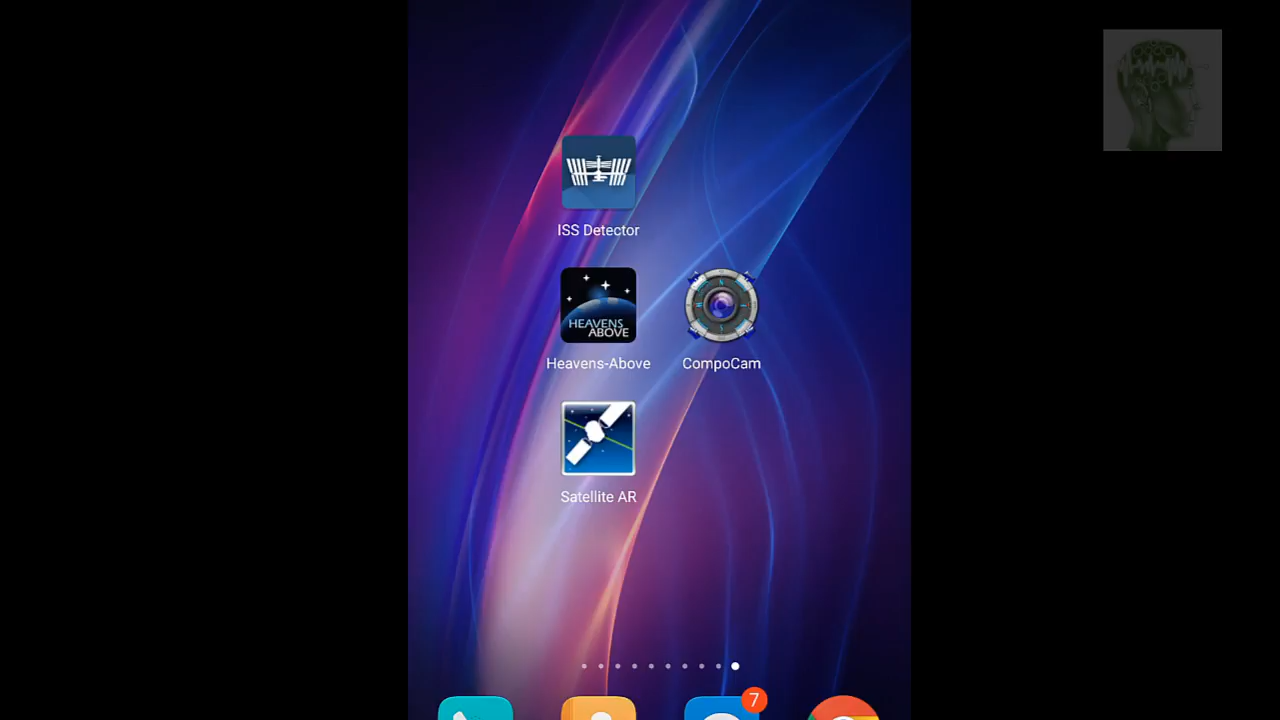 ISS Detector
HEAVENS
ABOVE
Heavens-Above
CompoCam
Satellite AR
7